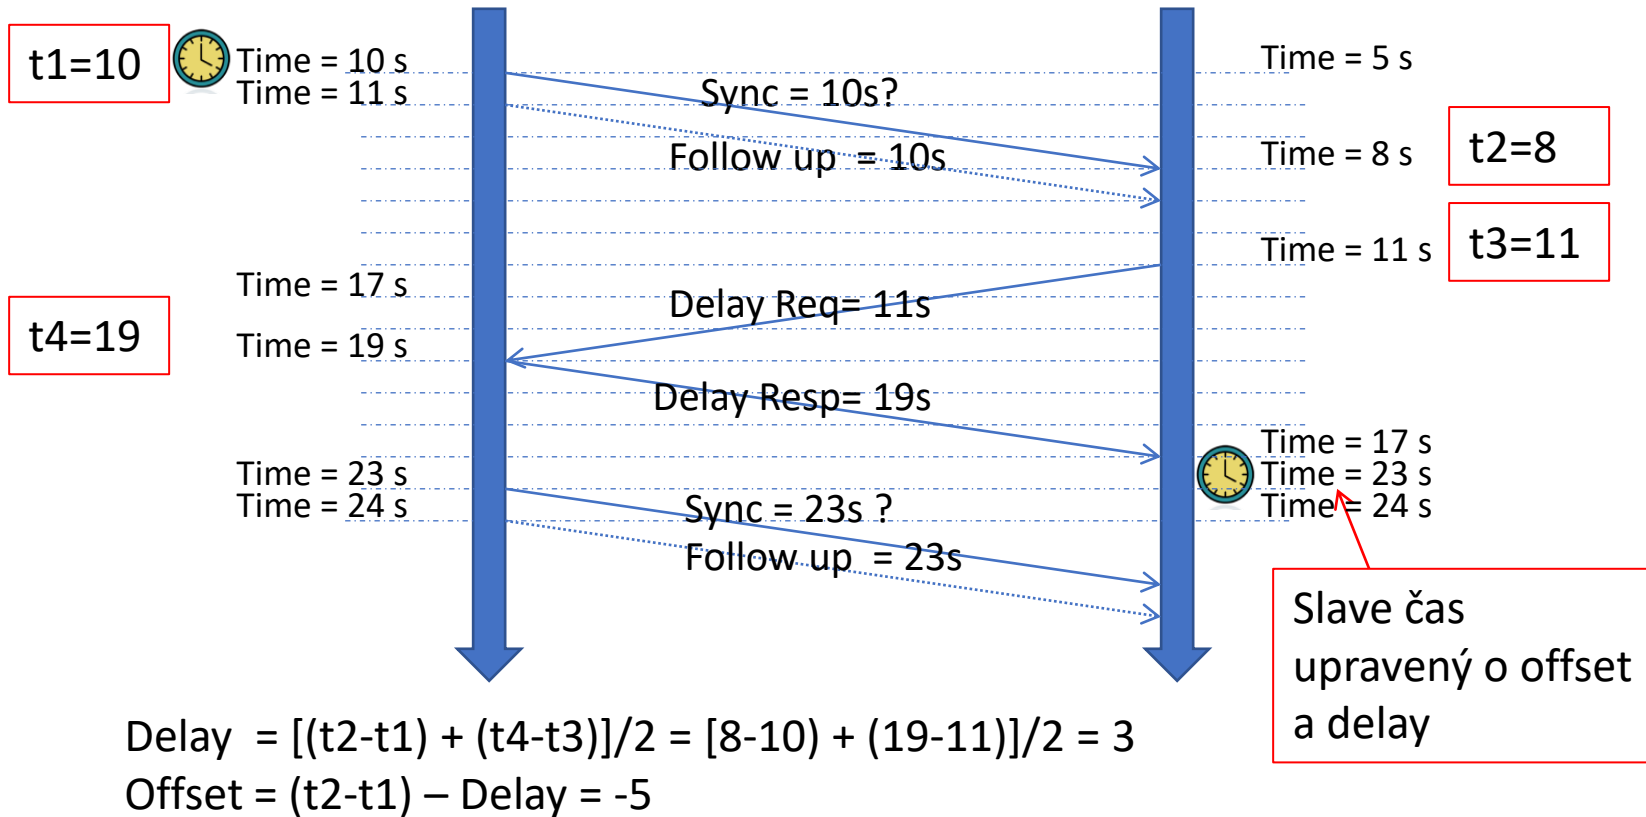 t1=10
Time = 10 s
Time = 5 s
Time = 11 s
Sync = 10s?
Follow up  = 10s
Time = 8 s
t2=8
Time = 11 s
t3=11
Time = 17 s
Delay Req= 11s
t4=19
Time = 19 s
Delay Resp= 19s
Time = 17 s
Time = 23 s
Time = 23 s
Time = 24 s
Time = 24 s
Sync = 23s ?
Follow up  = 23s
Slave čas
upravený o offset
a delay
Delay  = [(t2-t1) + (t4-t3)]/2 = [8-10) + (19-11)]/2 = 3
Offset = (t2-t1) – Delay = -5